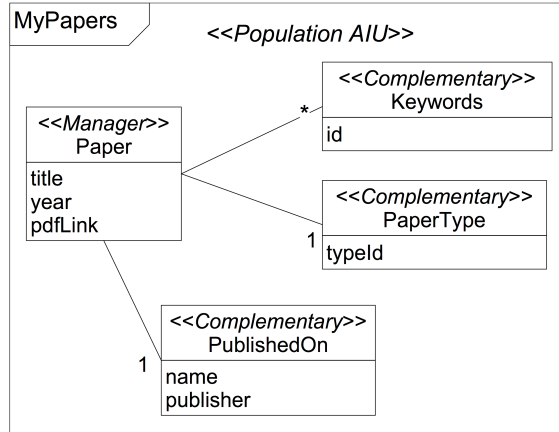 MyPapers
<<Population AIU>>
<<Complementary>>
Keywords
id
*
<<Manager>>
Paper
title
year
pdfLink
<<Complementary>>
PaperType
typeId
1
<<Complementary>>
PublishedOn
name
publisher
1